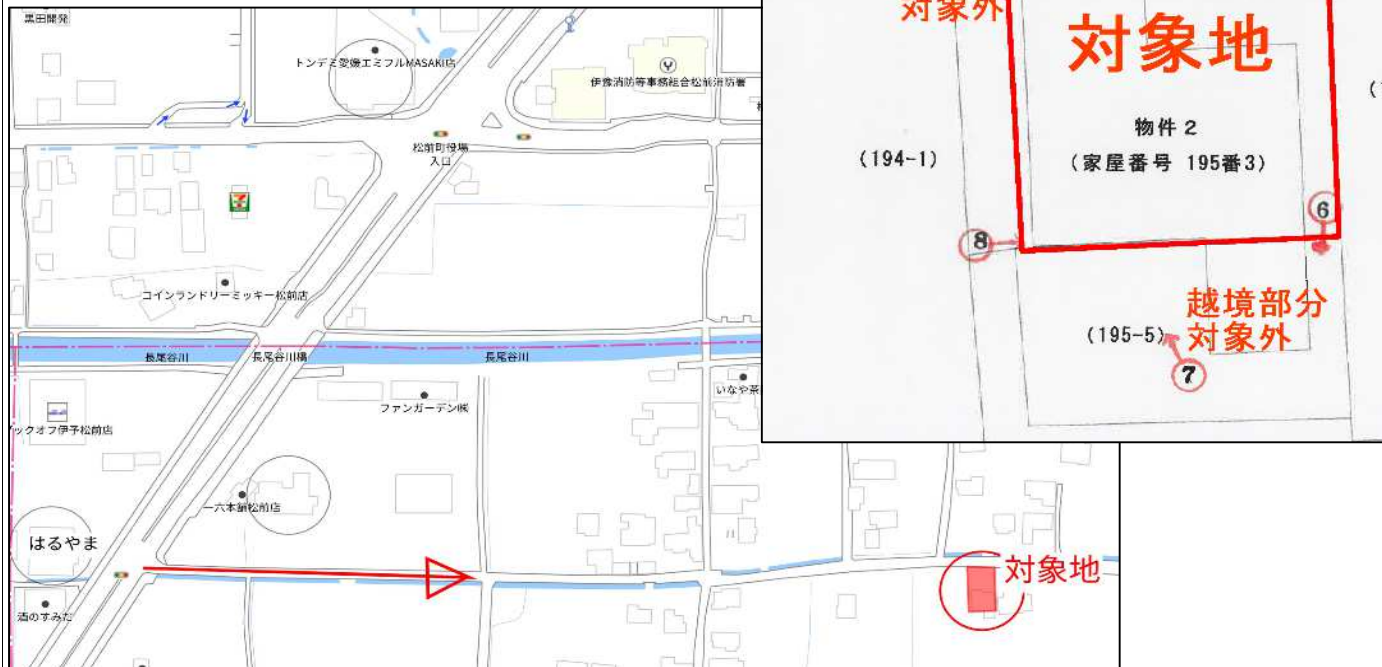 黒田開発
トンデミ愛媛エミフルMASAKI店
伊豫消防等事務組合松前消防署
松前町役場
入口
コインランドリーミッキー松前店
長尾谷川
長尾谷川橋
長尾谷川
ファンガーデン㈱
いなや茶
ックオフ伊予松前店
一六本舗松前店
はるやま
酒のすみだ
対象地
対象外
対象地
物件 2
(家屋番号 195番3)
(194-1)
6
8
越境部分
対象外
(195-5)
7